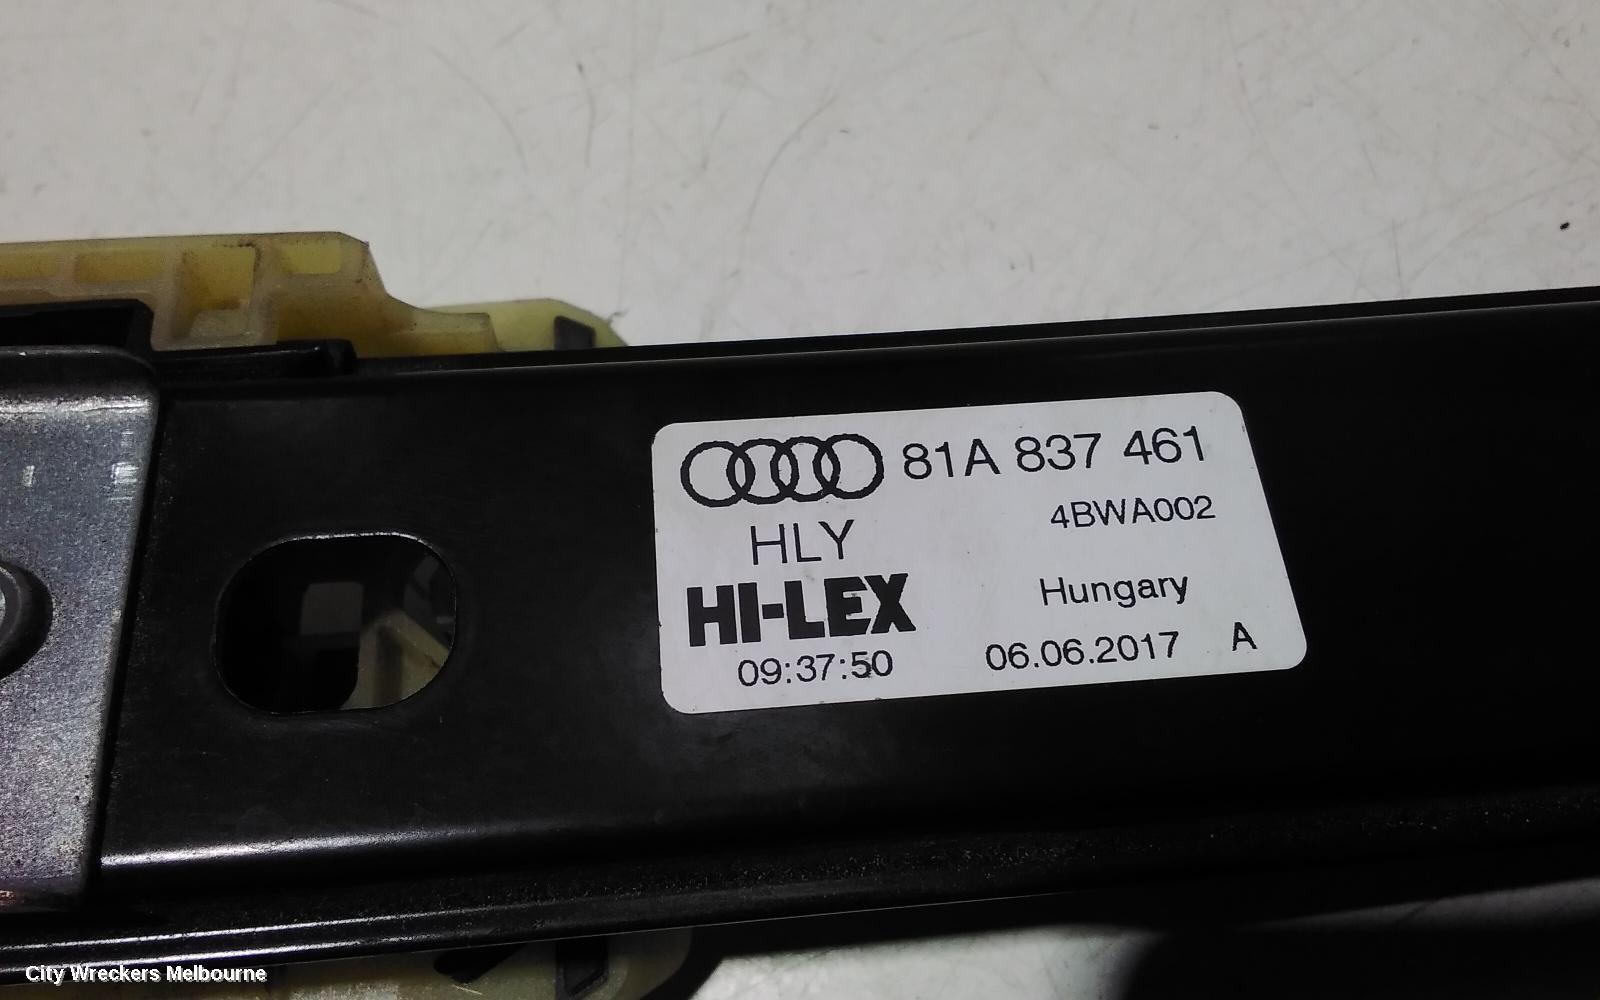 81A 837 461
4BWA002
HLY
HI-LEX
Hungary
09:37:50
06.06.2017 A
City Wreckers Melbourne